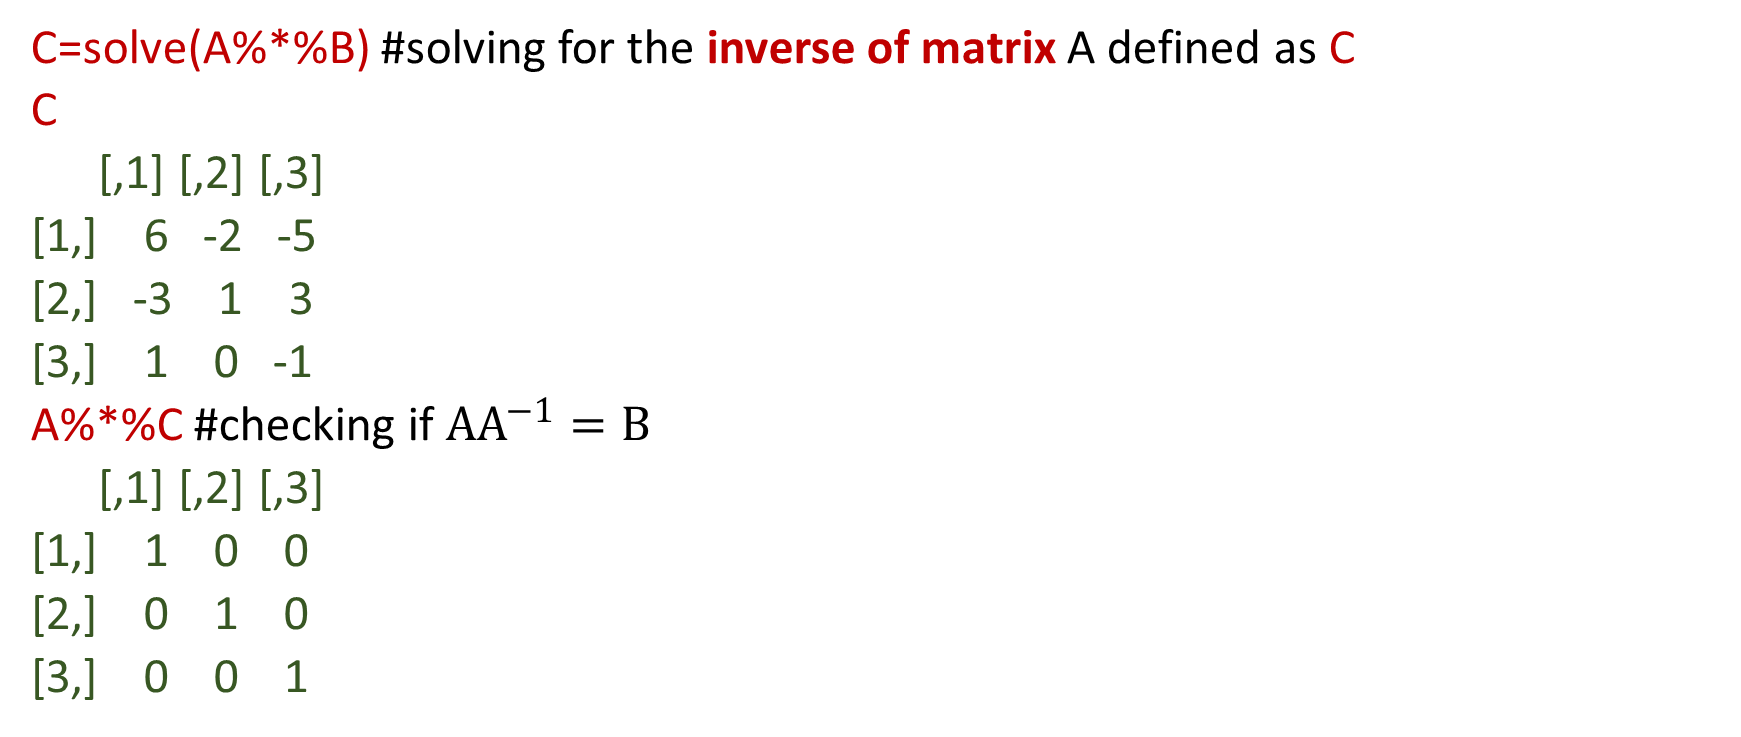 C=solve(A%*%B) #solving for the inverse of matrix A defined as C
C
[,1] [,2] [,3]
[1,] 6 -2 -5
[2,] -3 1 3
[3,] 1 0 -1
A%*%C #checking if AA⁻¹ = B
[,1] [,2] [,3]
[1,] 1 0 0
[2,] 0 1 0
[3,] 0 0 1